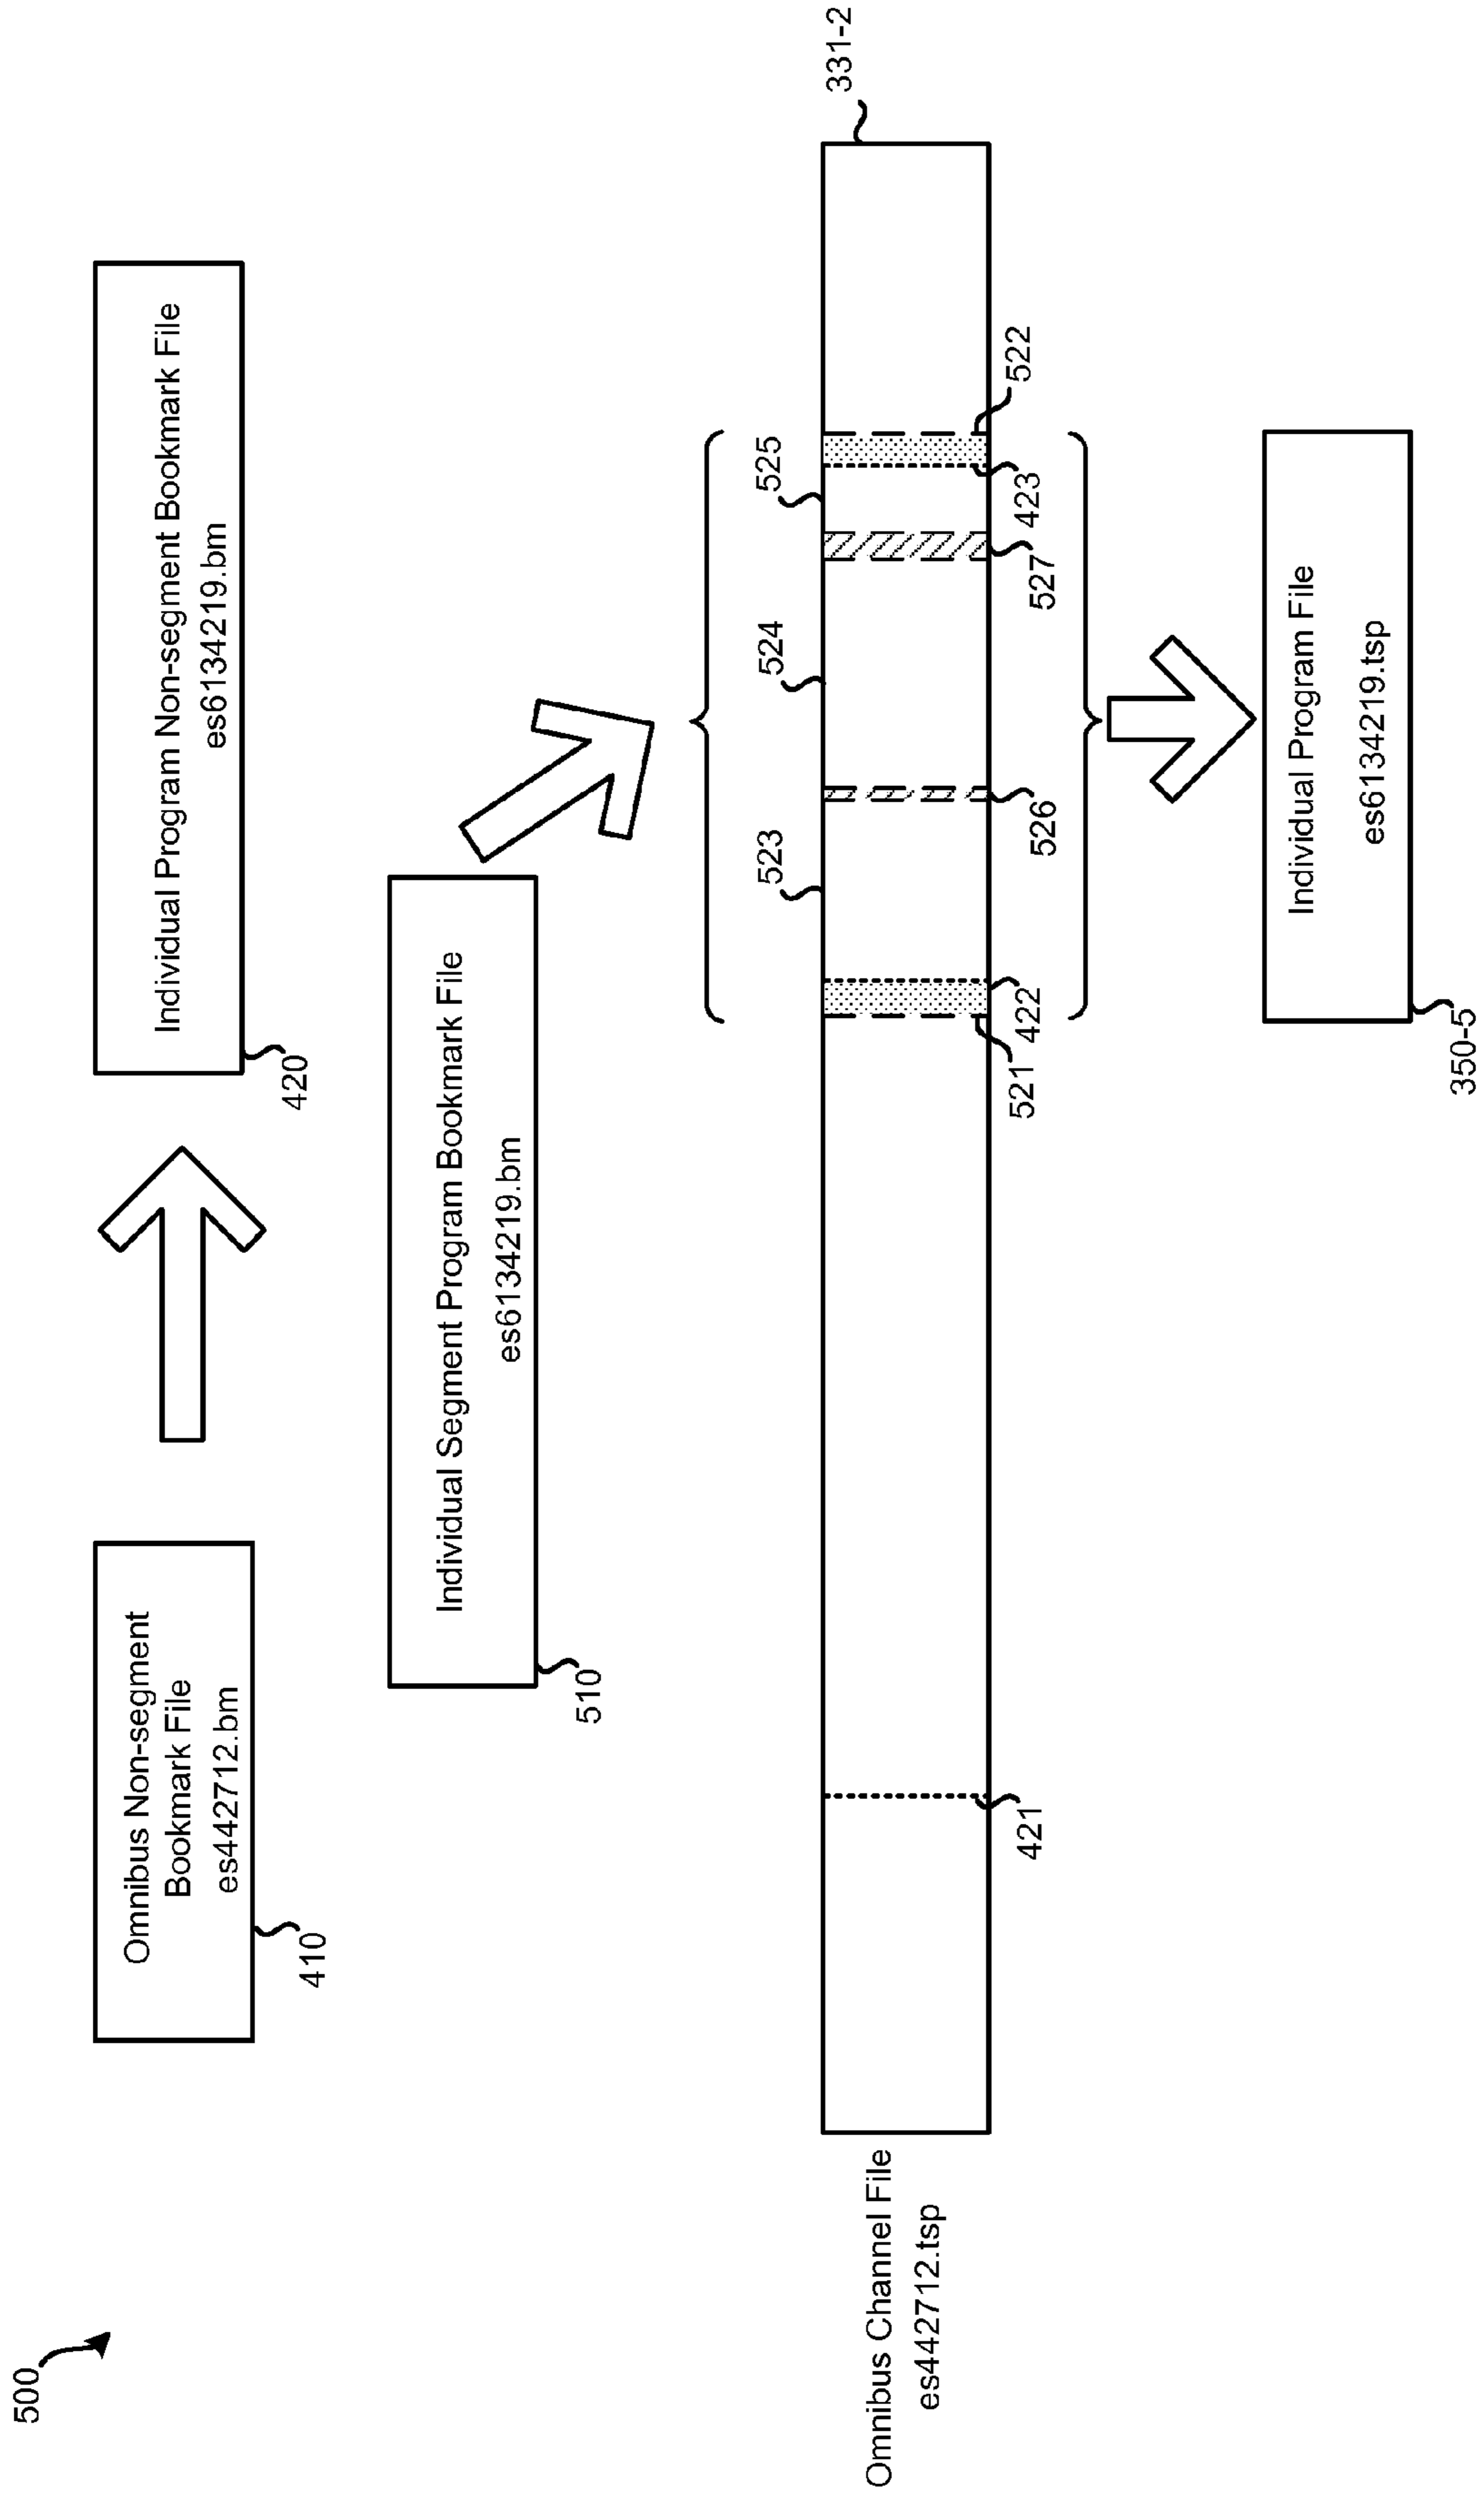 500
Omnibus Non-segment
Bookmark File
es442712.bm
410
Individual Program Non-segment Bookmark File
es6134219.bm
420
Individual Segment Program Bookmark File
es6134219.bm
510
Omnibus Channel File
es442712.tsp
331-2
523
524
525
421
521
422
526
527
423
522
Individual Program File
es6134219.tsp
350-5